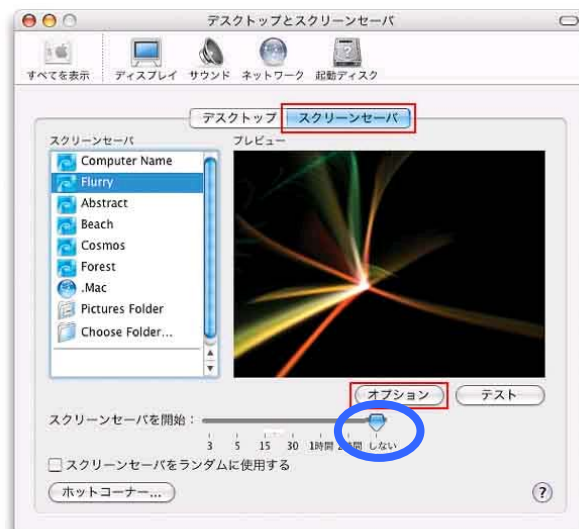 デスクトップとスクリーンセーバ
すべてを表示 ディスプレイ サウンド ネットワーク 起動ディスク
デスクトップ スクリーンセーバ
スクリーンセーバ プレビュー
Computer Name
Flurry
Abstract
Beach
Cosmos
Forest
.Mac
Pictures Folder
Choose Folder...
オプション テスト
スクリーンセーバを開始：
3 5 15 30 1時間 2時間 しない
スクリーンセーバをランダムに使用する
ホットコーナー... ?